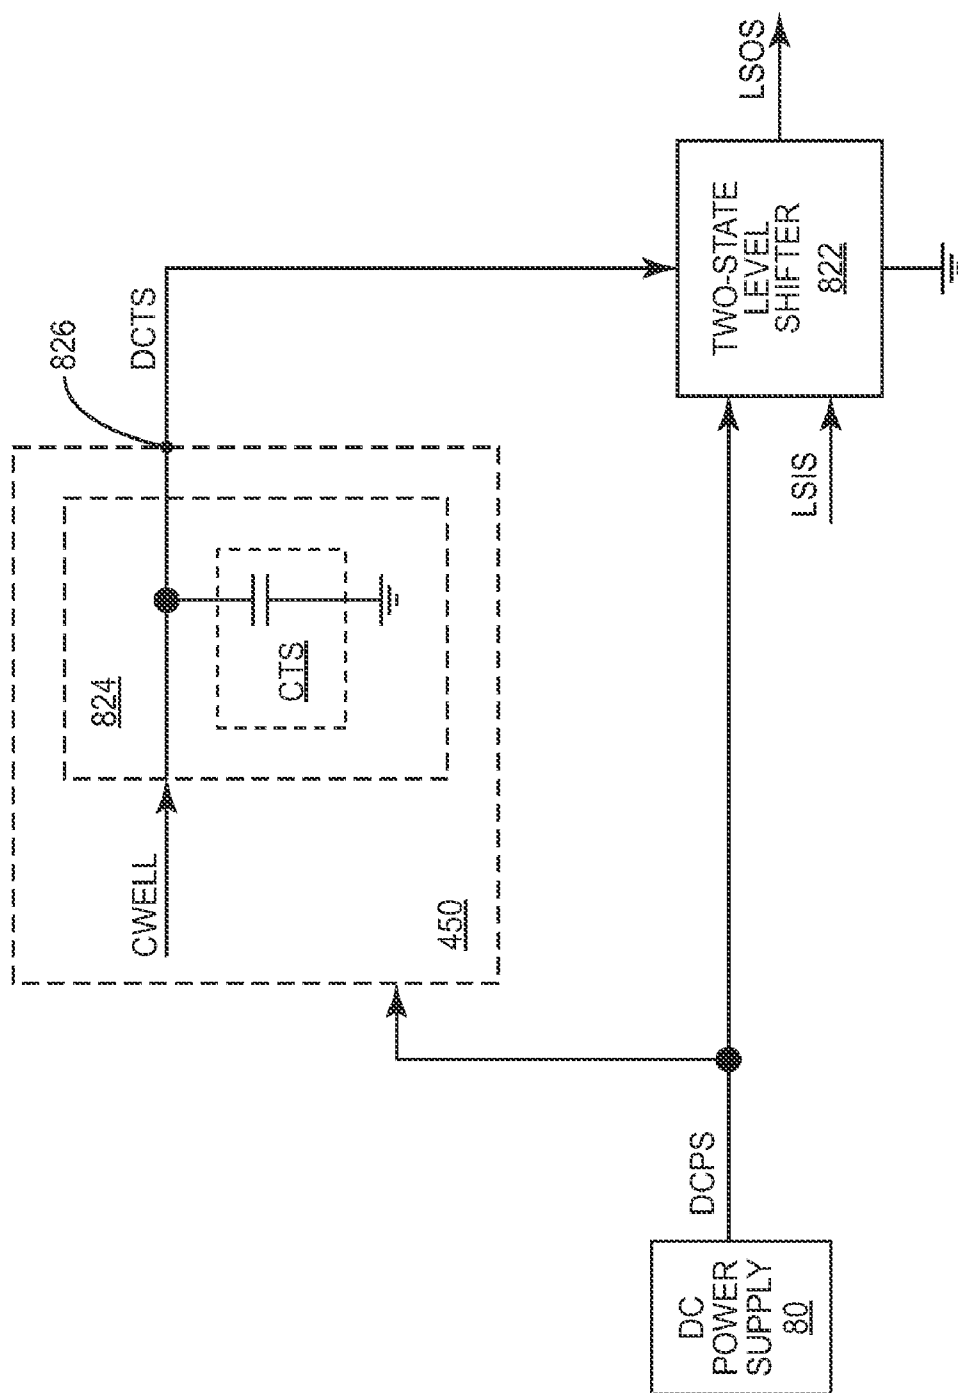 826
DCTS
824
CTS
CWELL
450
LSOS
TWO-STATE
LEVEL
SHIFTER
822
LSIS
DCPS
DC
POWER
SUPPLY
80